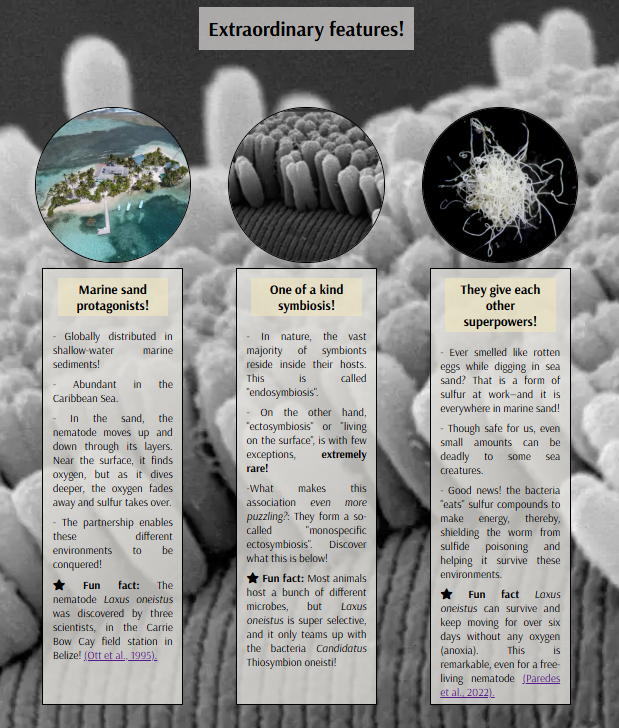 Extraordinary features!
Marine sand
protagonists!
- Globally distributed in
shallow-water marine
sediments!
- Abundant in the
Caribbean Sea.
- In the sand, the
nematode moves up and
down through its layers.
Near the surface, it finds
oxygen, but as it dives
deeper, the oxygen fades
away and sulfur takes over.
- The partnership enables
these different
environments to be
conquered!
★ Fun fact: The
nematode Laxus oneistus
was discovered by three
scientists, in the Carrie
Bow Cay field station in
Belize! (Ott et al., 1995).
One of a kind
symbiosis!
- In nature, the vast
majority of symbionts
reside inside their hosts.
This is called
"endosymbiosis".
- On the other hand,
"ectosymbiosis" or "living
on the surface", is with few
exceptions, extremely
rare!
-What makes this
association even more
puzzling?: They form a so-
called "monospecific
ectosymbiosis". Discover
what this is below!
★ Fun fact: Most animals
host a bunch of different
microbes, but Laxus
oneistus is super selective,
and it only teams up with
the bacteria Candidatus
Thiosymbion oneisti!
They give each
other
superpowers!
- Ever smelled like rotten
eggs while digging in sea
sand? That is a form of
sulfur at work—and it is
everywhere in marine sand!
- Though safe for us, even
small amounts can be
deadly to some sea
creatures.
- Good news! the bacteria
"eats" sulfur compounds to
make energy, thereby,
shielding the worm from
sulfide poisoning and
helping it survive these
environments.
★ Fun fact Laxus
oneistus can survive and
keep moving for over six
days without any oxygen
(anoxia). This is
remarkable, even for a free-
living nematode (Paredes
et al., 2022).